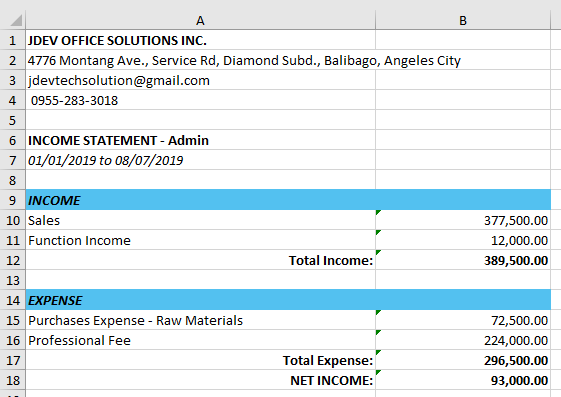 A B
1 JDEV OFFICE SOLUTIONS INC.
2 4776 Montang Ave., Service Rd, Diamond Subd., Balibago, Angeles City
3 jdevtechsolution@gmail.com
4 0955-283-3018
5
6 INCOME STATEMENT - Admin
7 01/01/2019 to 08/07/2019
8
9 INCOME
10 Sales 377,500.00
11 Function Income 12,000.00
12 Total Income: 389,500.00
13
14 EXPENSE
15 Purchases Expense - Raw Materials 72,500.00
16 Professional Fee 224,000.00
17 Total Expense: 296,500.00
18 NET INCOME: 93,000.00